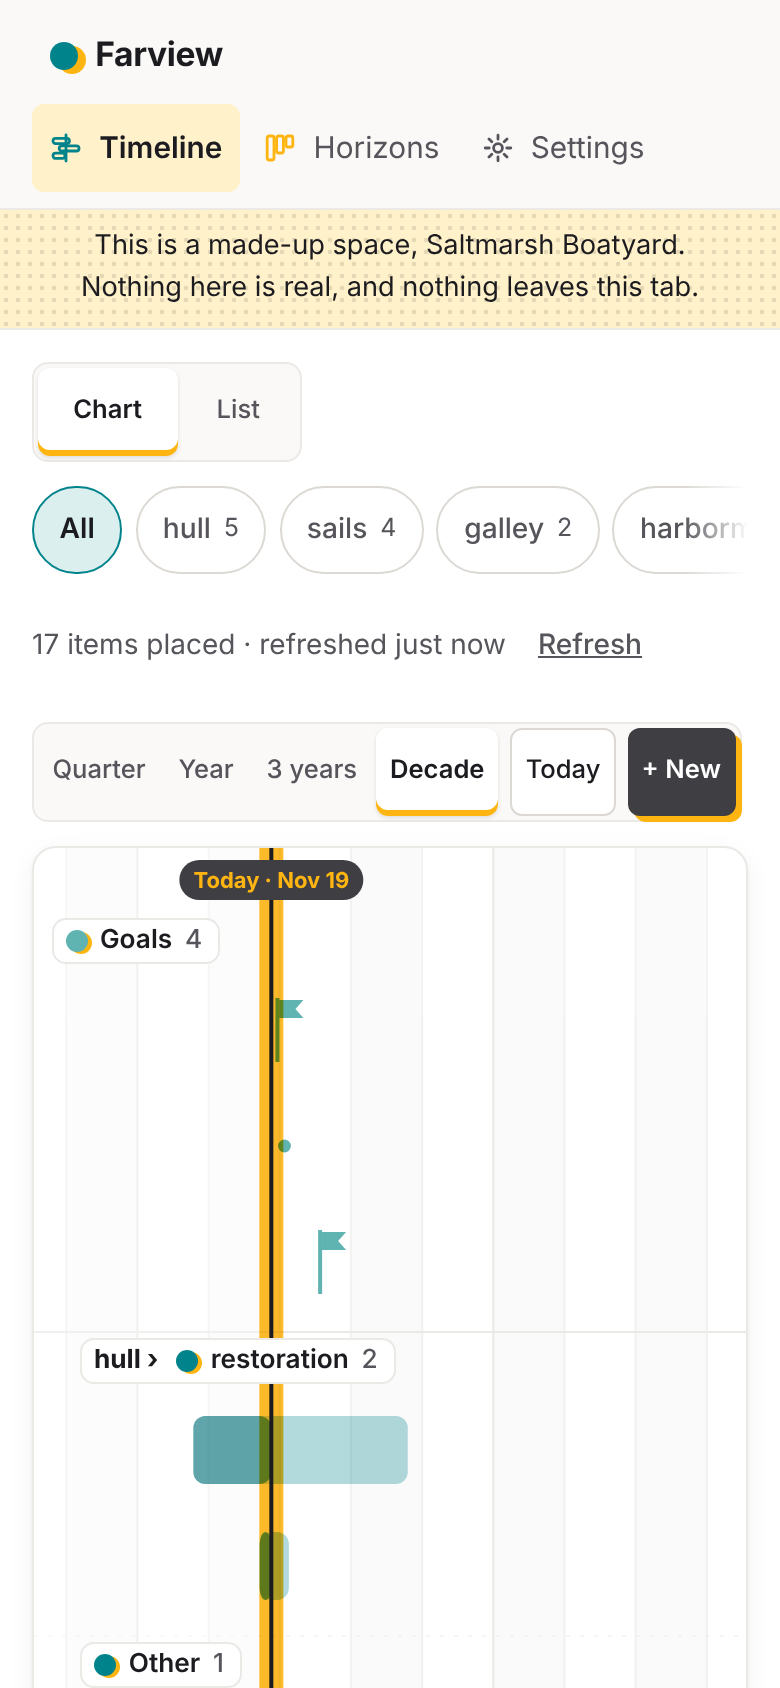 Farview
Timeline Horizons Settings
This is a made-up space, Saltmarsh Boatyard.
Nothing here is real, and nothing leaves this tab.
Chart List
All hull 5 sails 4 galley 2
17 items placed · refreshed just now Refresh
Quarter Year 3 years Decade Today + New
Today · Nov 19
Goals 4
hull › restoration 2
Other 1